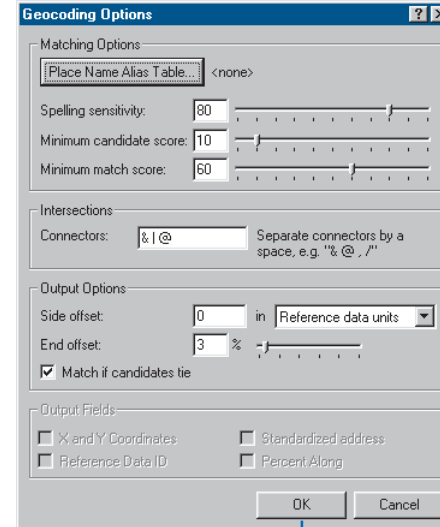 Geocoding Options
Matching Options
Place Name Alias Table... <none>
Spelling sensitivity: 80
Minimum candidate score: 10
Minimum match score: 60
Intersections
Connectors: & | @ Separate connectors by a
space, e.g. "& @ , /"
Output Options
Side offset: 0 in Reference data units
End offset: 3 %
Match if candidates tie
Output Fields
X and Y Coordinates Standardized address
Reference Data ID Percent Along
OK Cancel